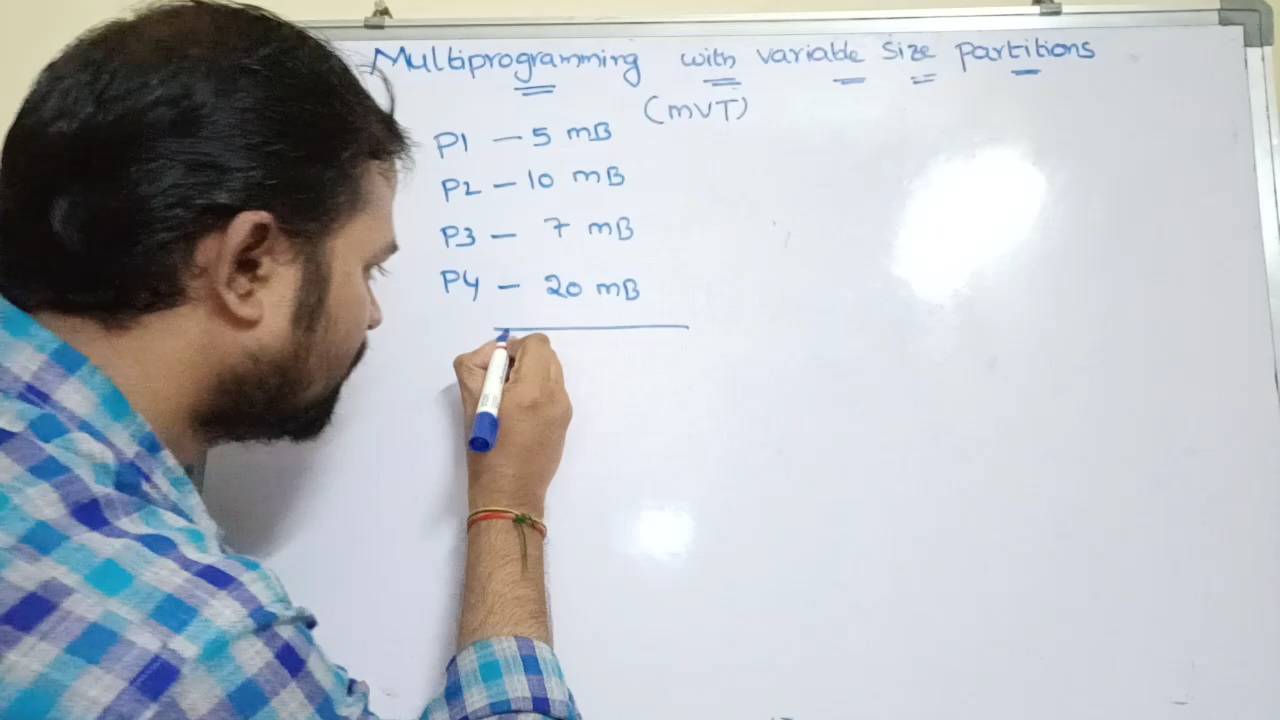 Multiprogramming with variable size partitions
(MVT)
P1 - 5 MB
P2 - 10 MB
P3 - 7 MB
P4 - 20 MB